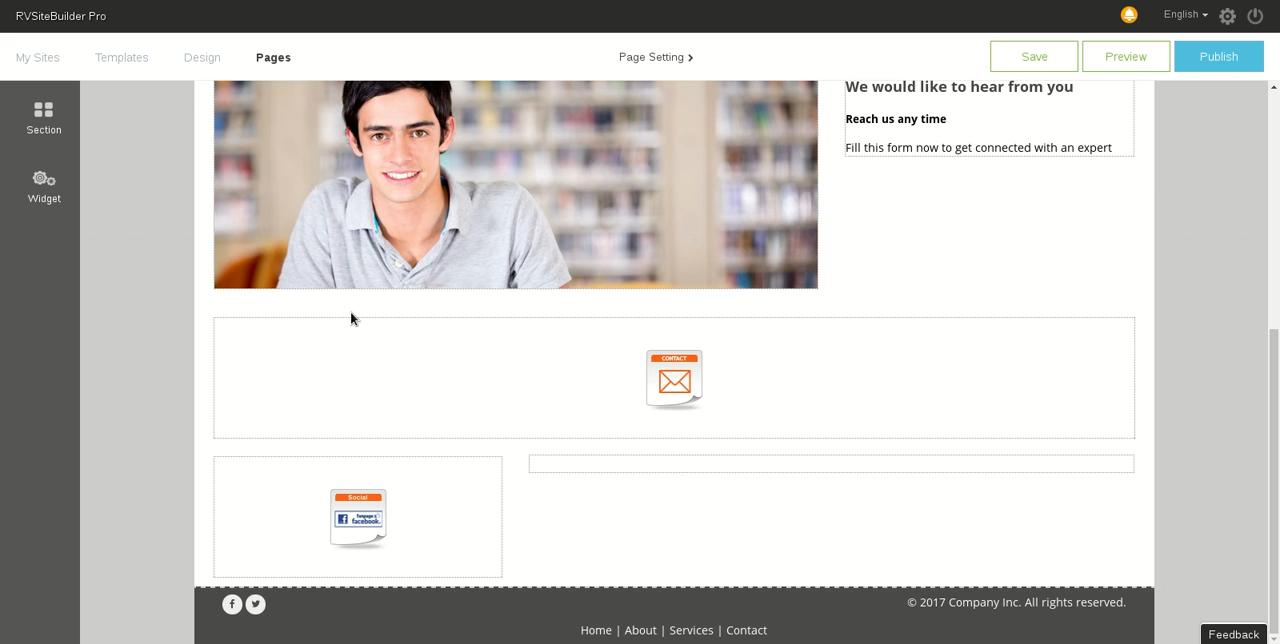 RVSiteBuilder Pro
English
My Sites
Templates
Design
Pages
Page Setting
Save
Preview
Publish
Section
Widget
We would like to hear from you
Reach us any time
Fill this form now to get connected with an expert
CONTACT
Social
facebook.
© 2017 Company Inc. All rights reserved.
Home | About | Services | Contact
Feedback